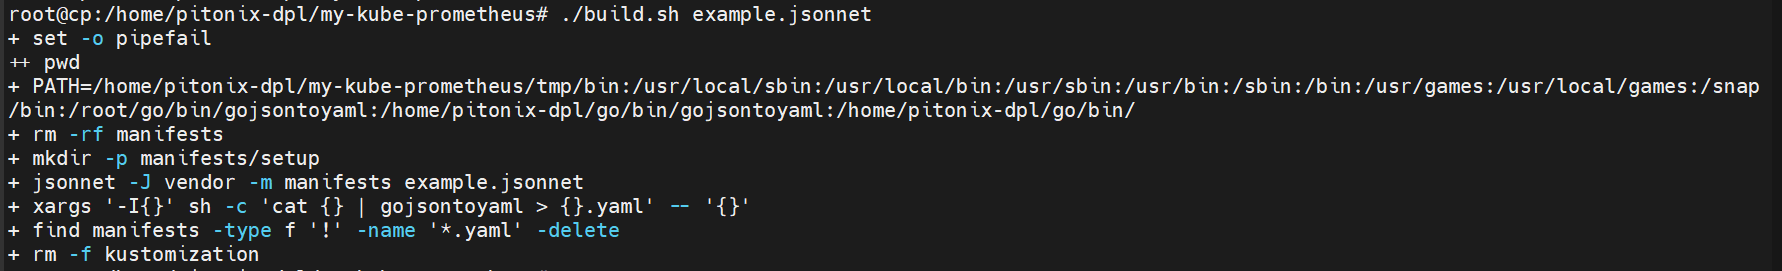 root@cp:/home/pitonix-dpl/my-kube-prometheus# ./build.sh example.jsonnet
+ set -o pipefail
++ pwd
+ PATH=/home/pitonix-dpl/my-kube-prometheus/tmp/bin:/usr/local/sbin:/usr/local/bin:/usr/sbin:/usr/bin:/sbin:/bin:/usr/games:/usr/local/games:/snap
/bin:/root/go/bin/gojsontoyaml:/home/pitonix-dpl/go/bin/gojsontoyaml:/home/pitonix-dpl/go/bin/
+ rm -rf manifests
+ mkdir -p manifests/setup
+ jsonnet -J vendor -m manifests example.jsonnet
+ xargs '-I{}' sh -c 'cat {} | gojsontoyaml > {}.yaml' -- '{}'
+ find manifests -type f '!' -name '*.yaml' -delete
+ rm -f kustomization